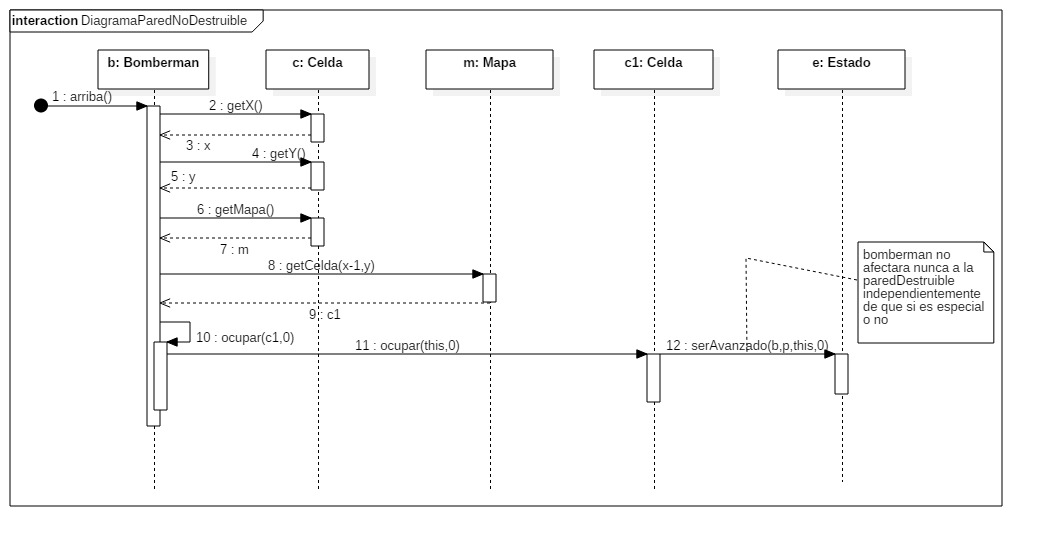 interaction DiagramaParedNoDestruible
b: Bomberman
c: Celda
m: Mapa
c1: Celda
e: Estado
1 : arriba()
2 : getX()
3 : x
4 : getY()
5 : y
6 : getMapa()
7 : m
8 : getCelda(x-1,y)
9 : c1
10 : ocupar(c1,0)
11 : ocupar(this,0)
12 : serAvanzado(b,p,this,0)
bomberman no
afectara nunca a la
paredDestruible
independientemente
de que si es especial
o no